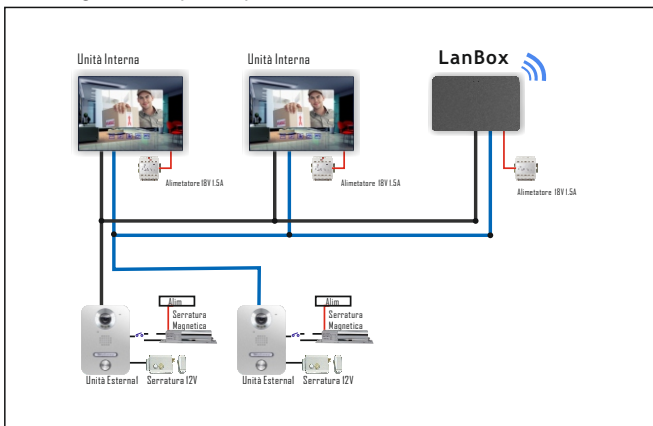 Unità Interna
Unità Interna
LanBox
Alimetatore 18V 1.5A
Alimetatore 18V 1.5A
Alimetatore 18V 1.5A
Alim
Serratura
Magnetica
Alim
Serratura
Magnetica
Unità Esternal
Serratura 12V
Unità Esternal
Serratura 12V